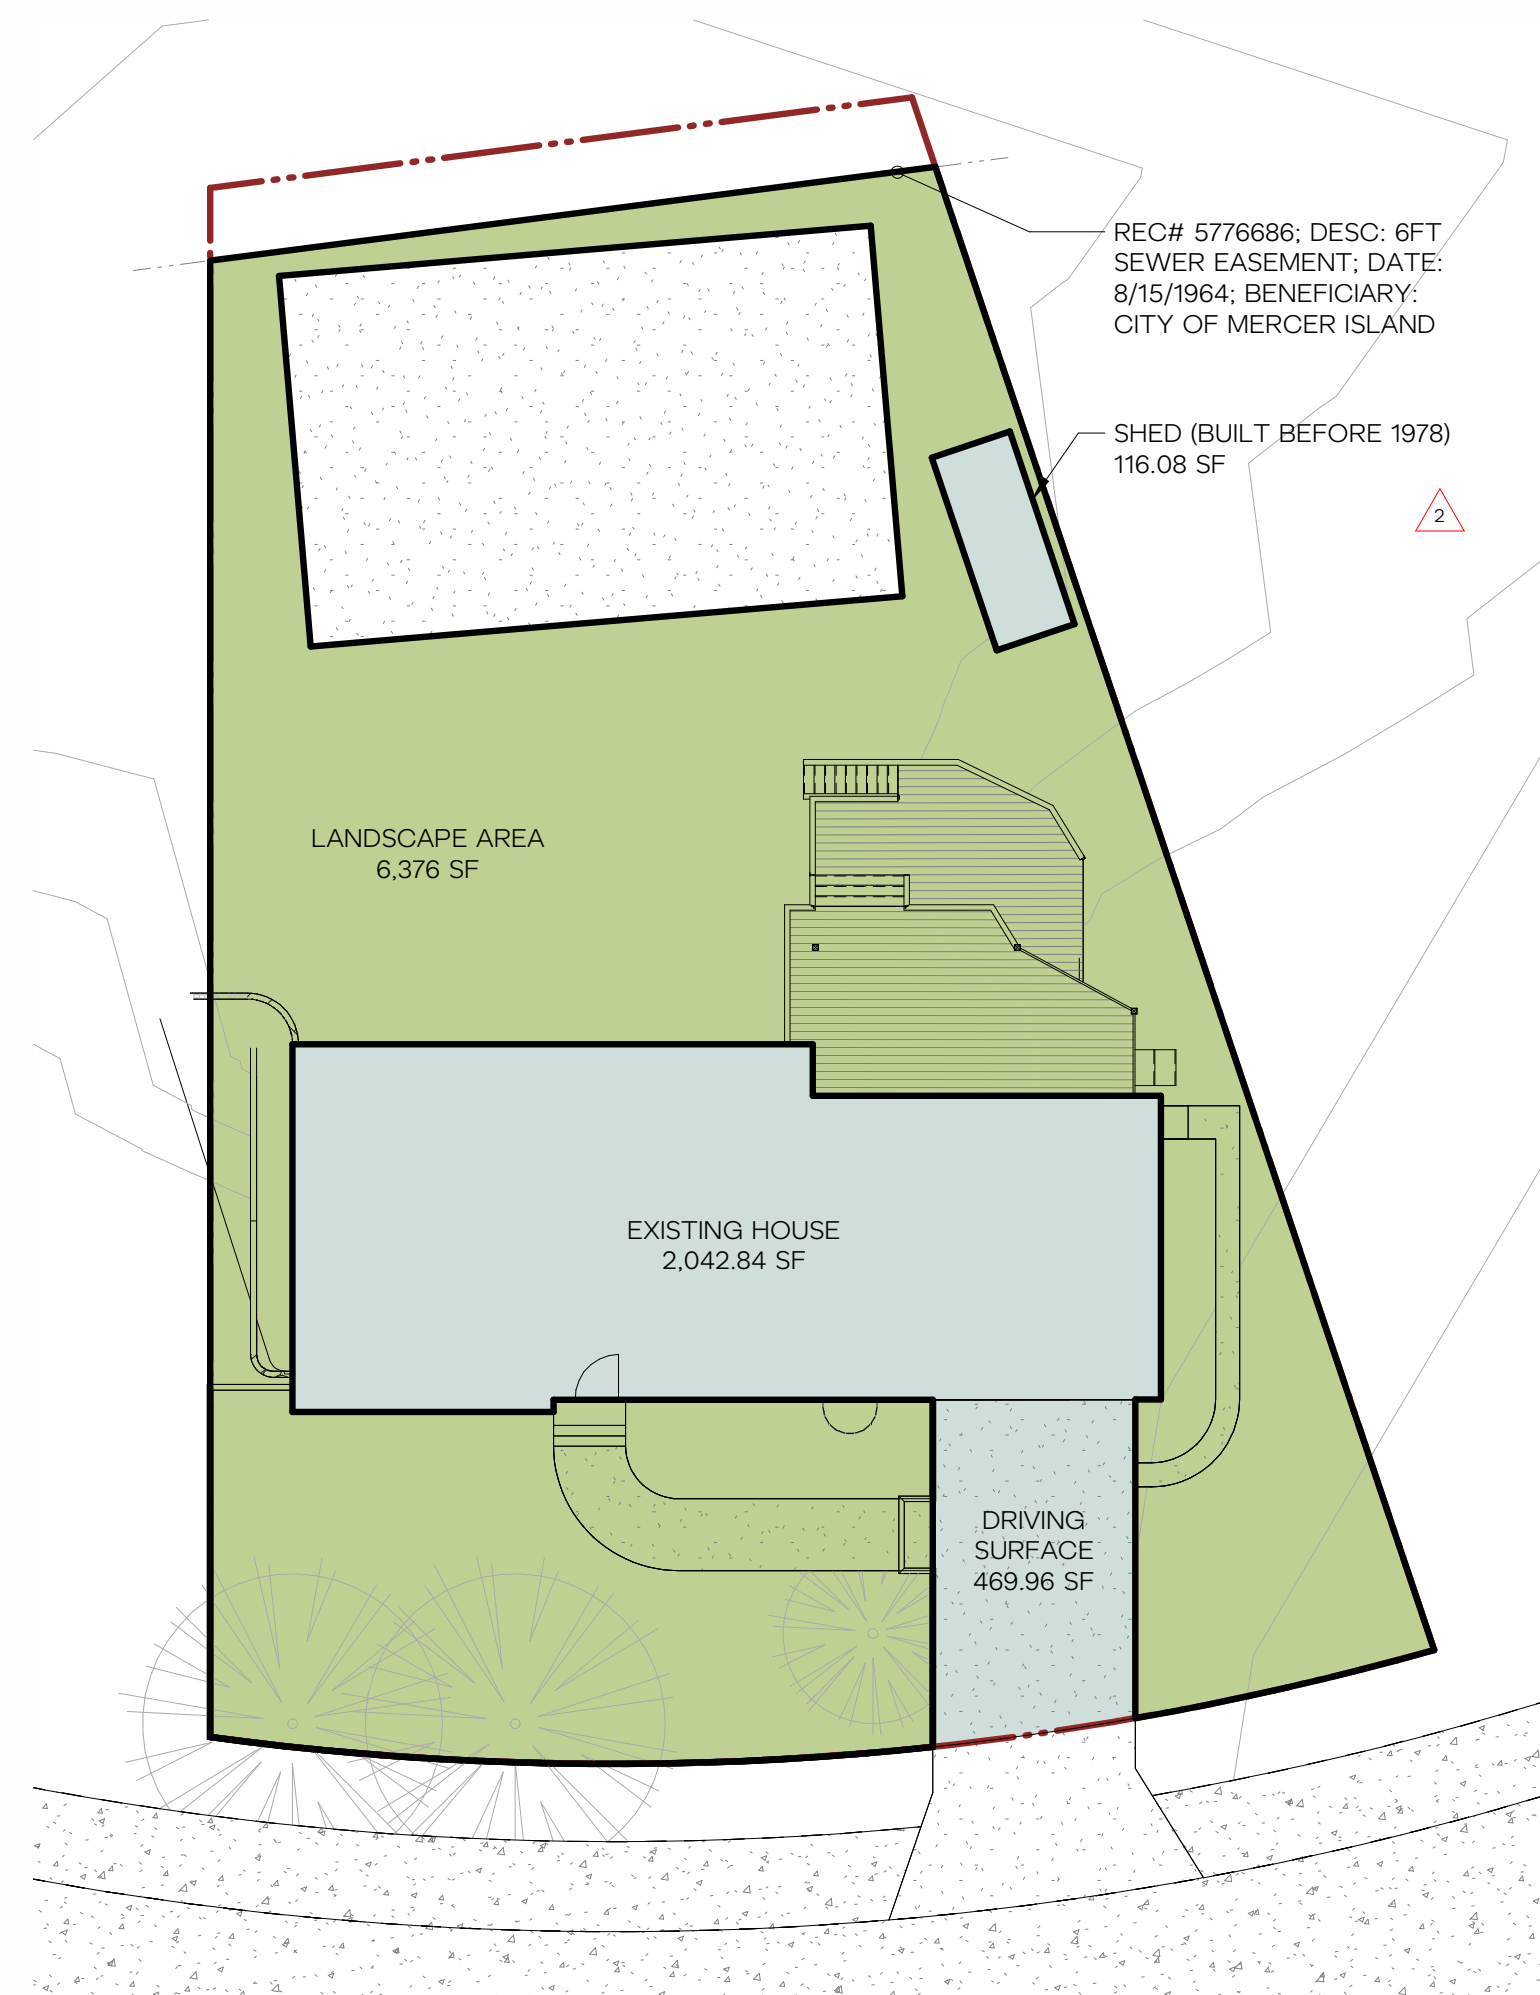 REC# 5776686; DESC: 6FT
SEWER EASEMENT; DATE:
8/15/1964; BENEFICIARY:
CITY OF MERCER ISLAND
SHED (BUILT BEFORE 1978)
116.08 SF
2
LANDSCAPE AREA
6,376 SF
EXISTING HOUSE
2,042.84 SF
DRIVING
SURFACE
469.96 SF